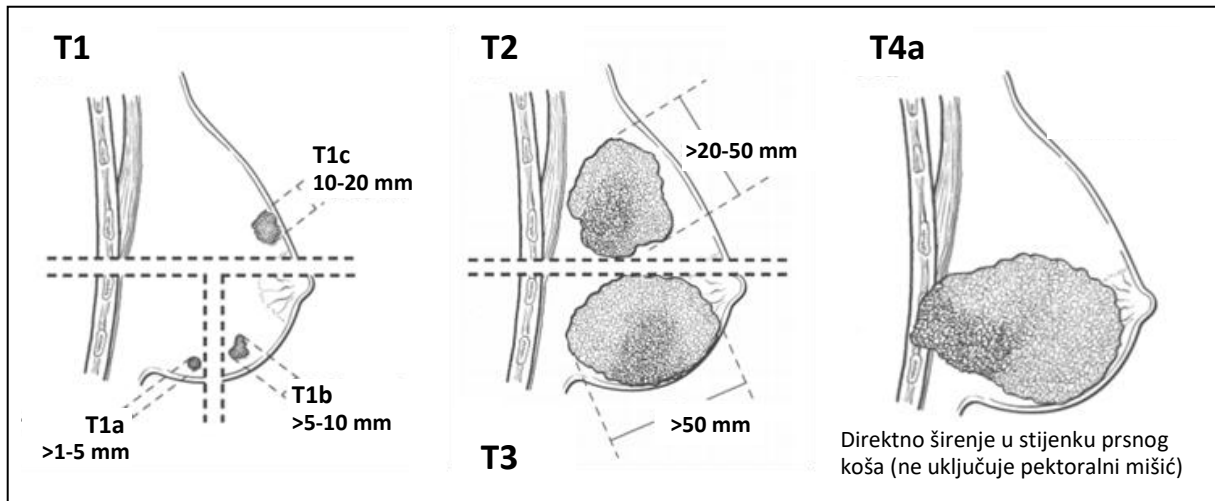 T1
T1c
10-20 mm
T1a
>1-5 mm
T1b
>5-10 mm
T2
>20-50 mm
>50 mm
T3
T4a
Direktno širenje u stijenku prsnog
koša (ne uključuje pektoralni mišić)